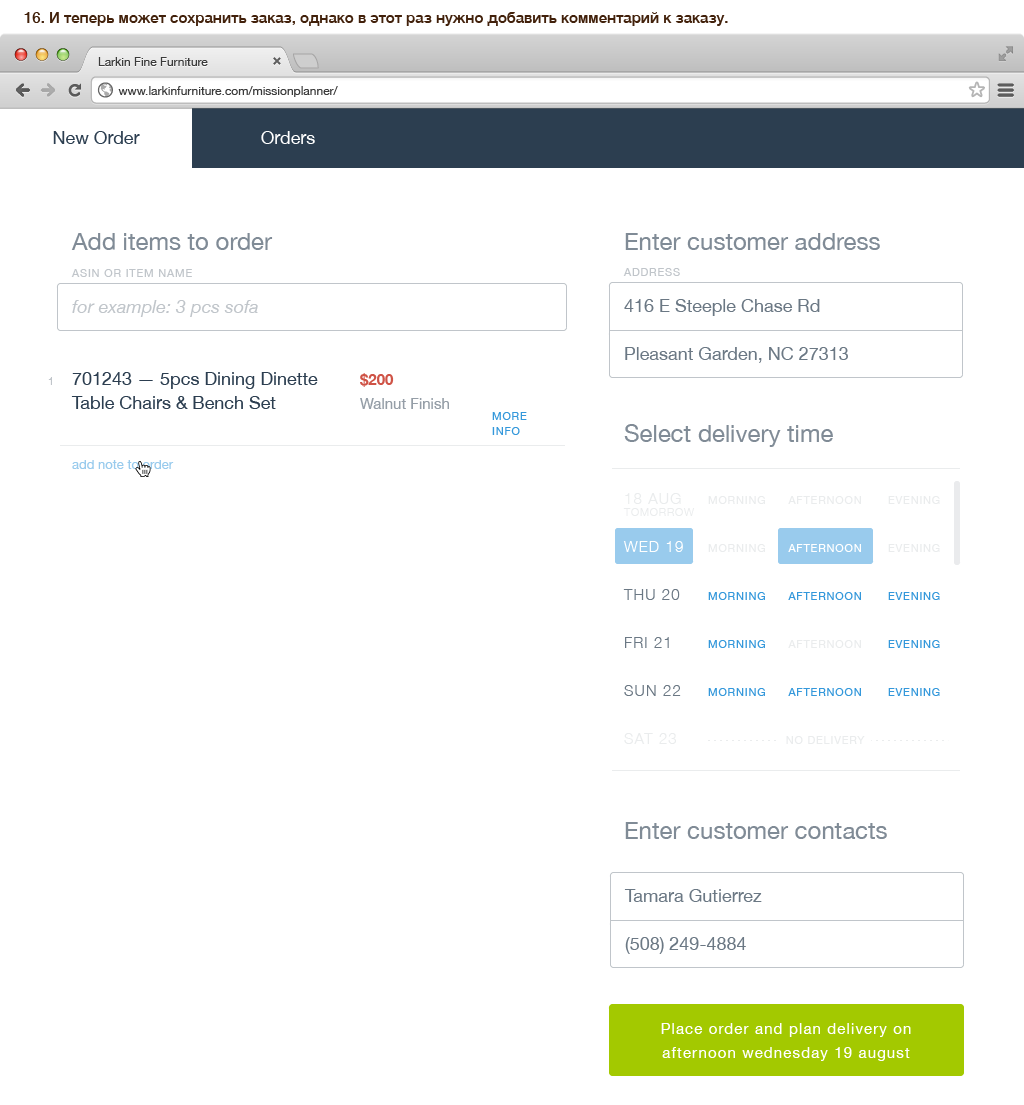 16. И теперь может сохранить заказ, однако в этот раз нужно добавить комментарий к заказу.
Larkin Fine Furniture
www.larkinfurniture.com/missionplanner/
New Order
Orders
Add items to order
ASIN OR ITEM NAME
for example: 3 pcs sofa
1
701243 — 5pcs Dining Dinette
Table Chairs & Bench Set
$200
Walnut Finish
MORE
INFO
add note to order
Enter customer address
ADDRESS
416 E Steeple Chase Rd
Pleasant Garden, NC 27313
Select delivery time
18 AUG MORNING AFTERNOON EVENING
TOMORROW
WED 19 MORNING AFTERNOON EVENING
THU 20 MORNING AFTERNOON EVENING
FRI 21 MORNING AFTERNOON EVENING
SUN 22 MORNING AFTERNOON EVENING
SAT 23 NO DELIVERY
Enter customer contacts
Tamara Gutierrez
(508) 249-4884
Place order and plan delivery on
afternoon wednesday 19 august